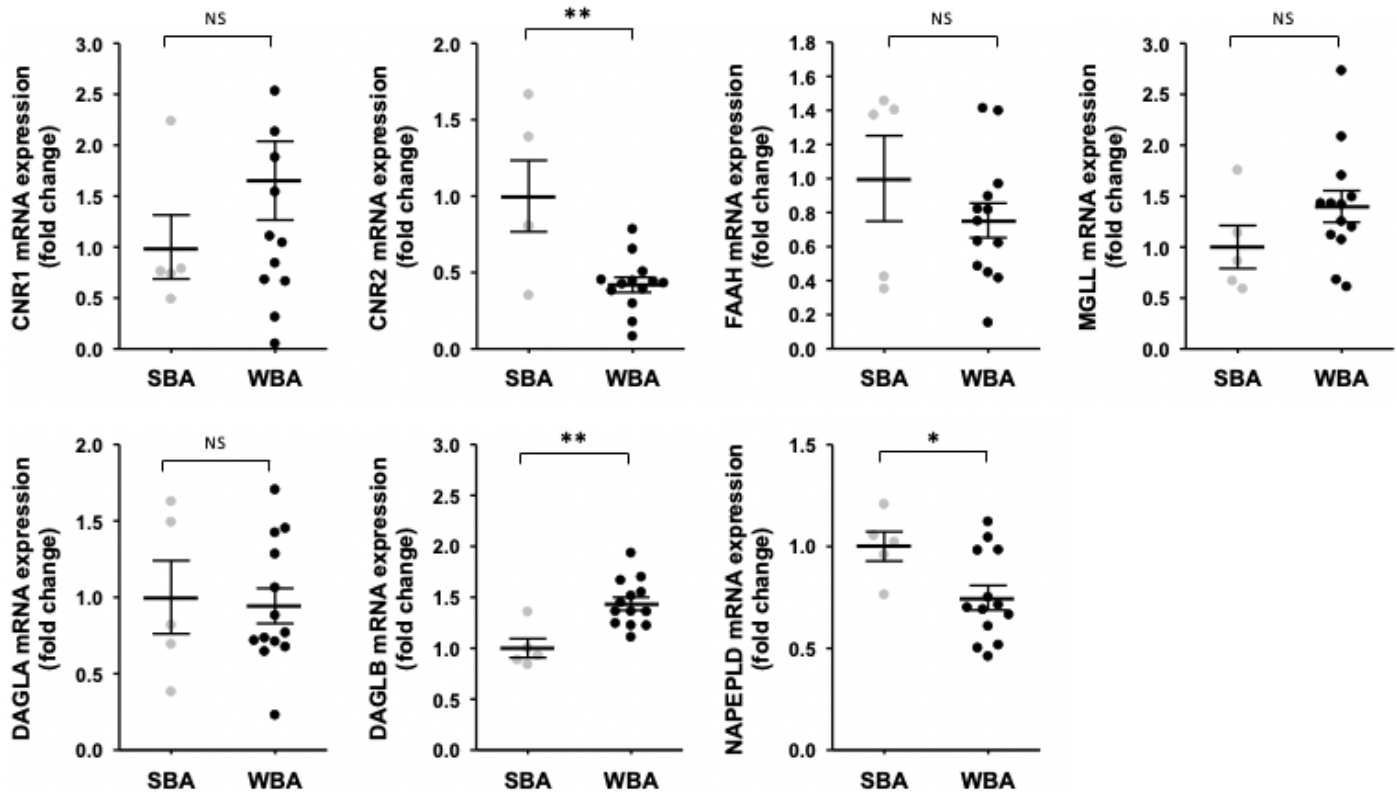 NS
CNR1 mRNA expression
(fold change)
3.0
2.5
2.0
1.5
1.0
0.5
0.0
SBA WBA
**
CNR2 mRNA expression
(fold change)
2.0
1.5
1.0
0.5
0.0
SBA WBA
NS
FAAH mRNA expression
(fold change)
1.8
1.6
1.4
1.2
1.0
0.8
0.6
0.4
0.2
0.0
SBA WBA
NS
MGLL mRNA expression
(fold change)
3.0
2.5
2.0
1.5
1.0
0.5
0.0
SBA WBA
NS
DAGLA mRNA expression
(fold change)
2.0
1.5
1.0
0.5
0.0
SBA WBA
**
DAGLB mRNA expression
(fold change)
3.0
2.5
2.0
1.5
1.0
0.5
0.0
SBA WBA
*
NAPEPLD mRNA expression
(fold change)
1.5
1.0
0.5
0.0
SBA WBA